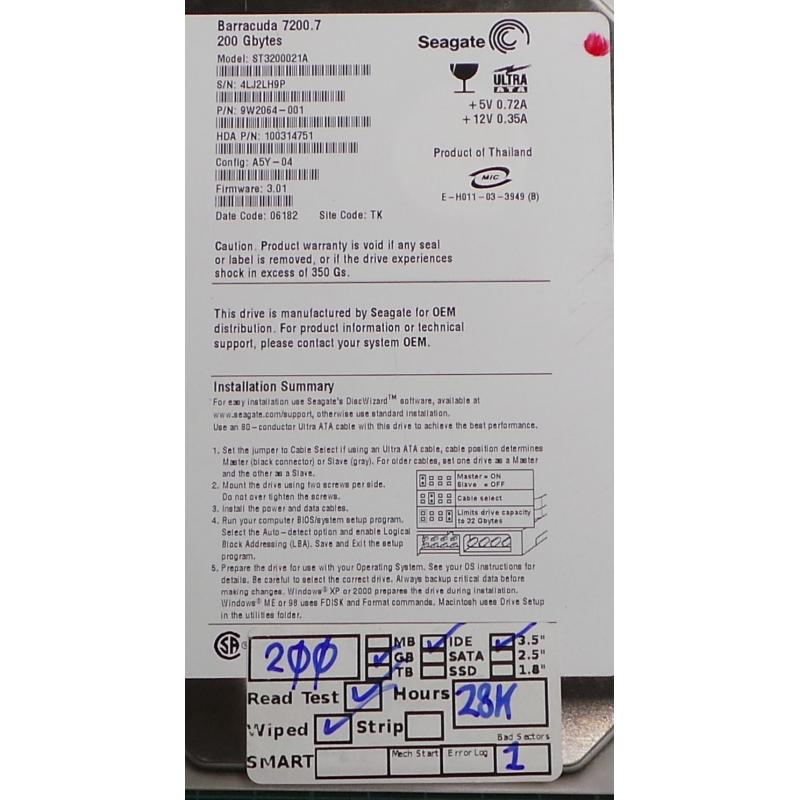 Barracuda 7200.7
200 Gbytes
Model: ST3200021A
S/N: 4LJ2LH9P
P/N: 9W2064-001
HDA P/N: 100314751
Config: A5Y-04
Firmware: 3.01
Date Code: 06182 Site Code: TK
Seagate
ULTRA
ATA
+5V 0.72A
+12V 0.35A
Product of Thailand
MIC
E-H011-03-3949 (B)
Caution. Product warranty is void if any seal
or label is removed, or if the drive experiences
shock in excess of 350 Gs.
This drive is manufactured by Seagate for OEM
distribution. For product information or technical
support, please contact your system OEM.
Installation Summary
For easy installation use Seagate's DiscWizard™ software, available at
www.seagate.com/support, otherwise use standard installation.
Use an 80-conductor Ultra ATA cable with this drive to achieve the best performance.
1. Set the jumper to Cable Select if using an Ultra ATA cable, cable position determines
Master (black connector) or Slave (gray). For older cables, set one drive as a Master
and the other as a Slave.
2. Mount the drive using two screws per side.
Do not over tighten the screws.
3. Install the power and data cables.
4. Run your computer BIOS/system setup program.
Select the Auto-detect option and enable Logical
Block Addressing (LBA). Save and Exit the setup
program.
Master = ON
Slave = OFF
Cable select
Limits drive capacity
to 32 Gbytes
5. Prepare the drive for use with your Operating System. See your OS instructions for
details. Be careful to select the correct drive. Always backup critical data before
making changes. Windows® XP or 2000 prepares the drive during installation.
Windows® ME or 98 uses FDISK and Format commands. Macintosh uses Drive Setup
in the utilities folder.
200
MB IDE 3.5"
GB SATA 2.5"
TB SSD 1.8"
Read Test Hours 28K
Wiped Strip
SMART Mech Start Error Log Bad Sectors
1